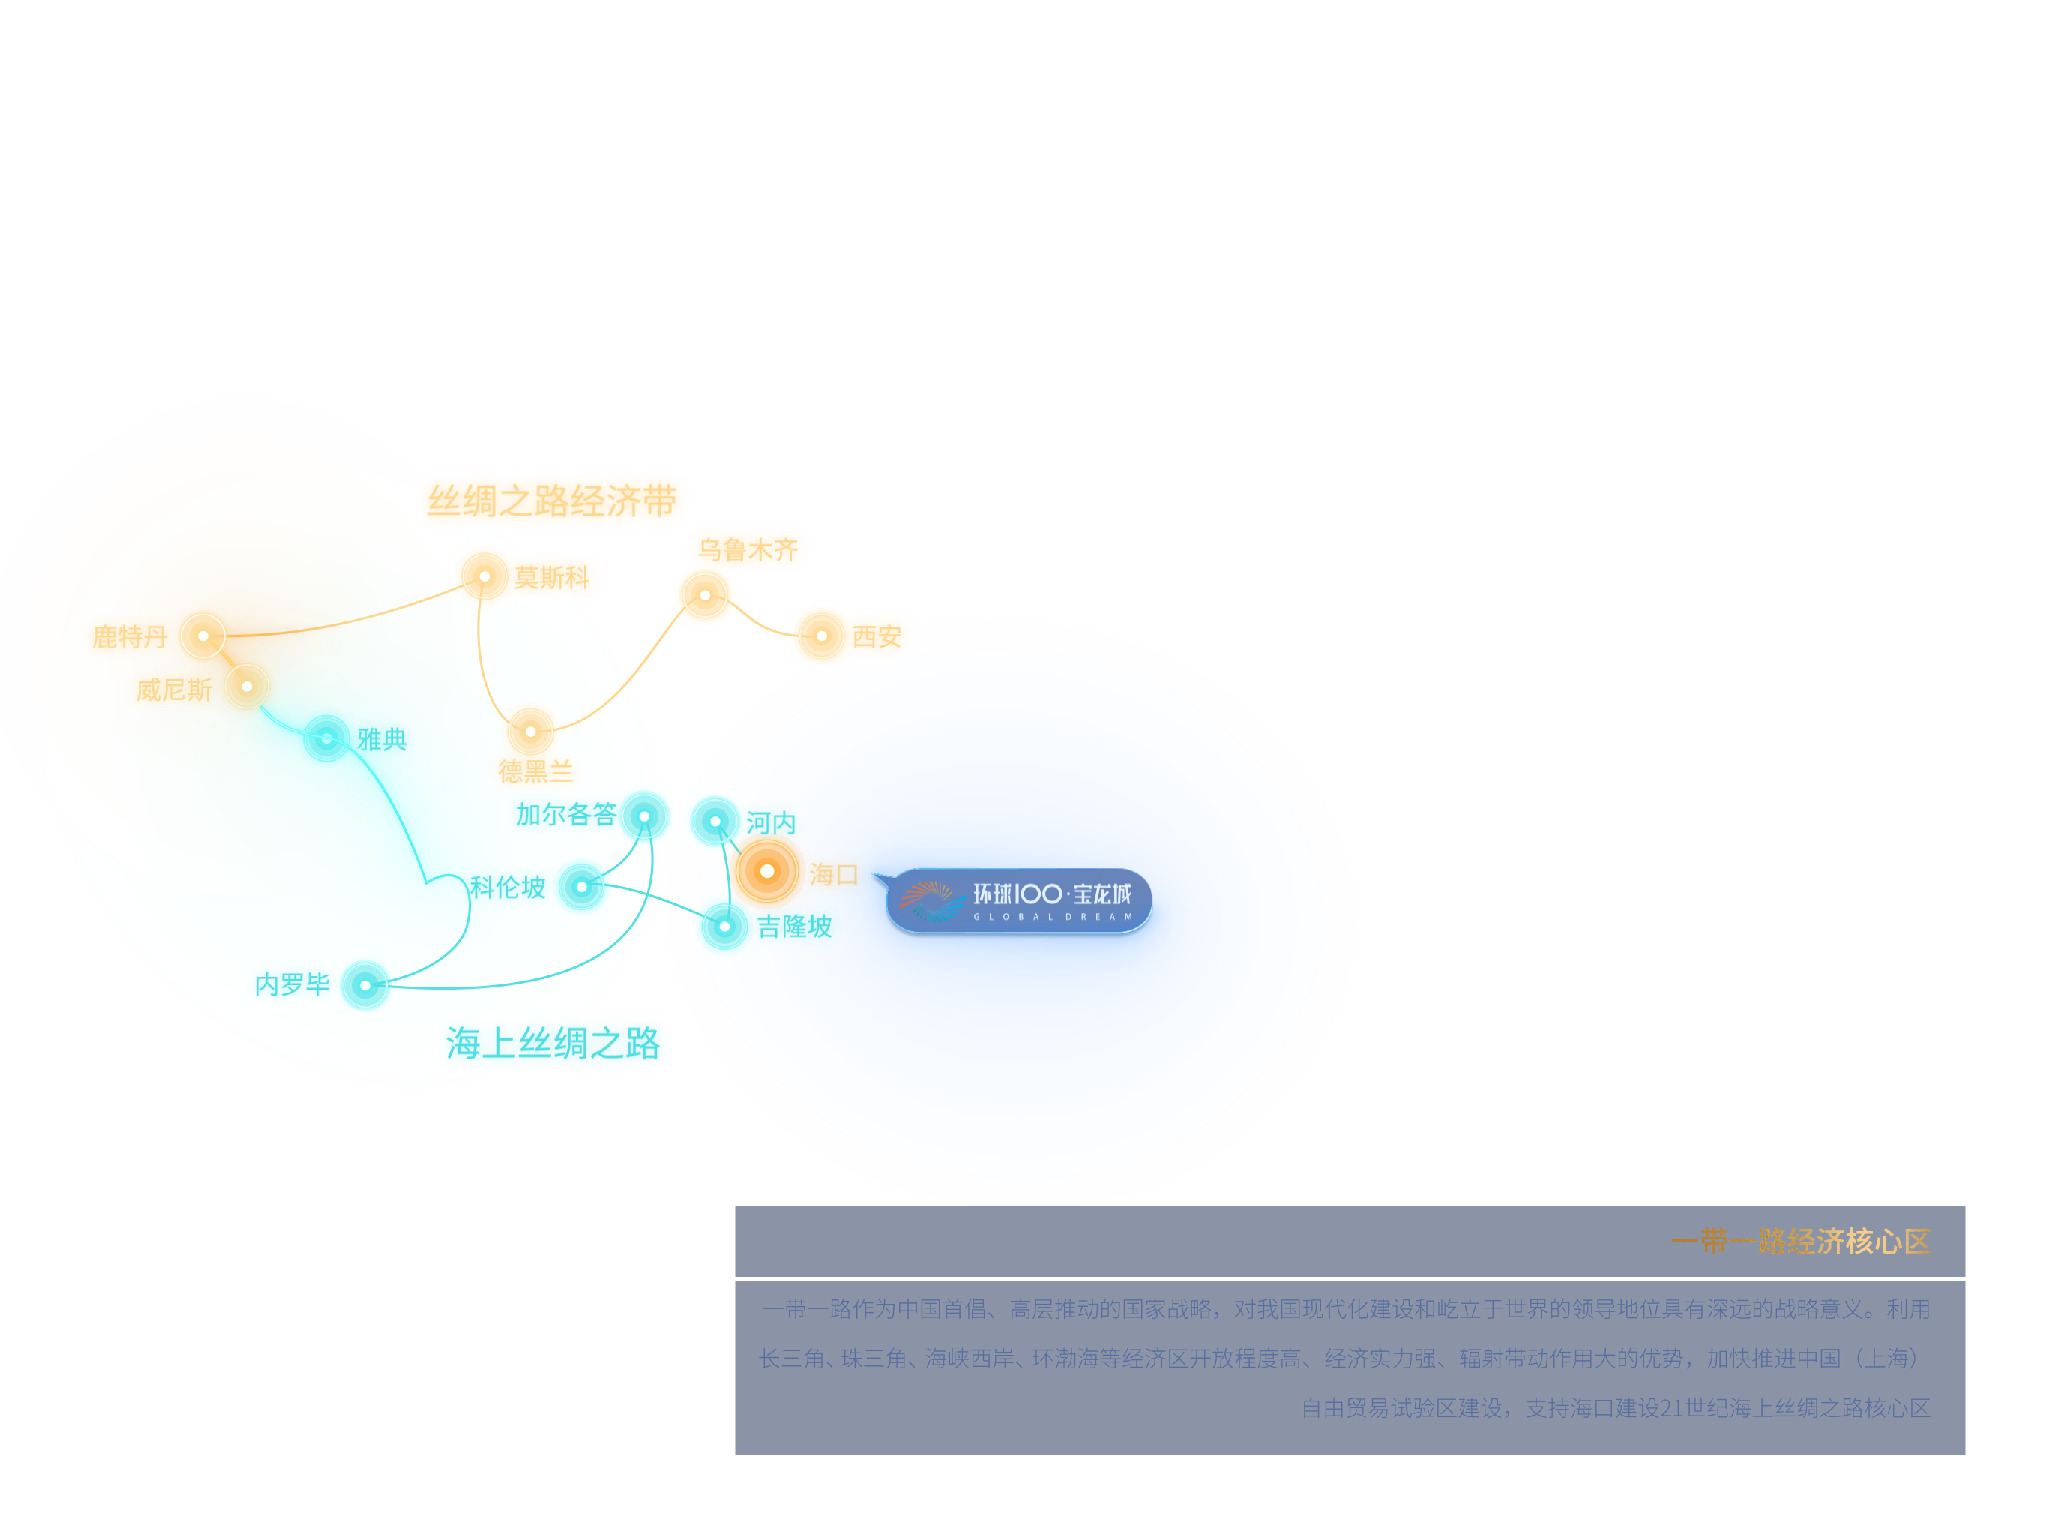 丝绸之路经济带
乌鲁木齐
莫斯科
鹿特丹
西安
威尼斯
雅典
德黑兰
加尔各答
河内
海口
科伦坡
环球100·宝龙城
GLOBAL DREAM
吉隆坡
内罗毕
海上丝绸之路
一带一路经济核心区
一带一路作为中国首倡、高层推动的国家战略，对我国现代化建设和屹立于世界的领导地位具有深远的战略意义。利用
长三角、珠三角、海峡西岸、环渤海等经济区开放程度高、经济实力强、辐射带动作用大的优势，加快推进中国（上海）
自由贸易试验区建设，支持海口建设21世纪海上丝绸之路核心区